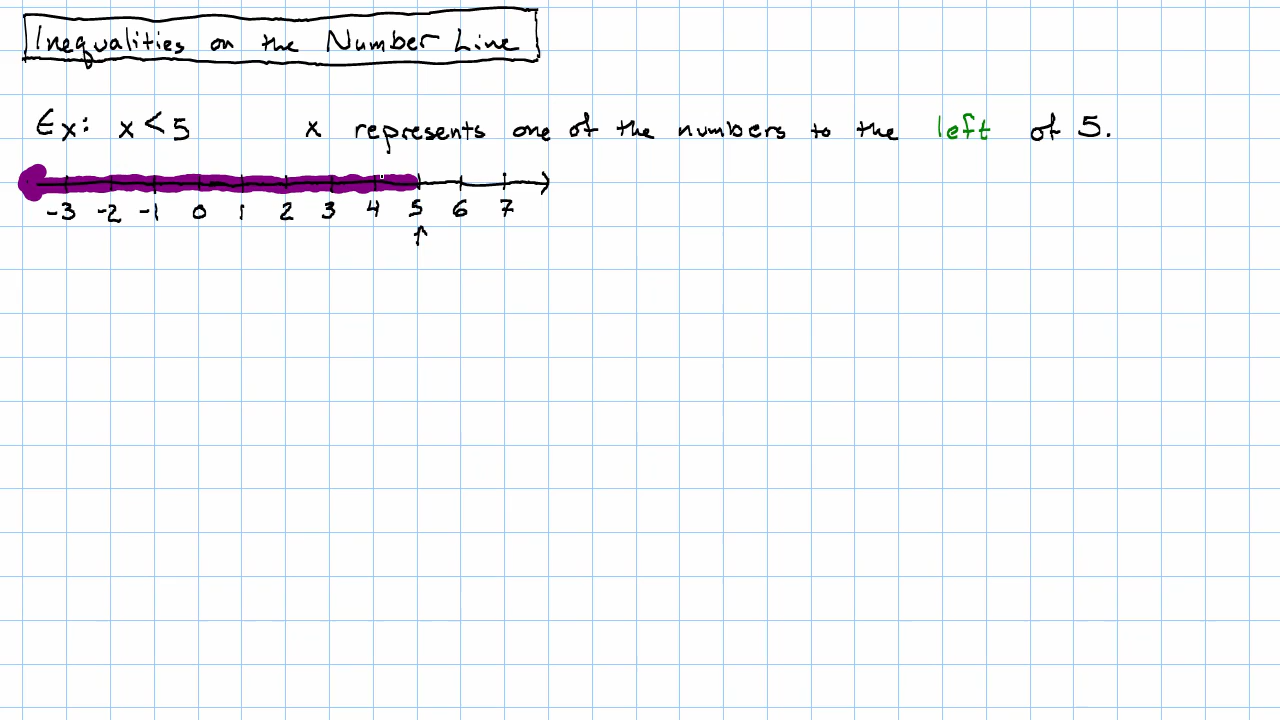 Inequalities on the Number Line
Ex: x < 5 x represents one of the numbers to the left of 5.
-3 -2 -1 0 1 2 3 4 5 6 7